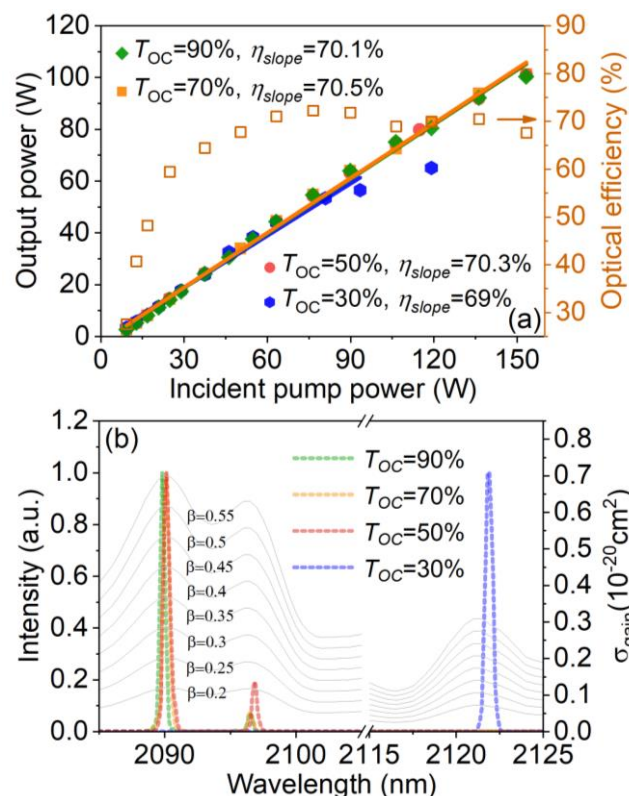 T_OC=90%, η_slope=70.1%
T_OC=70%, η_slope=70.5%
T_OC=50%, η_slope=70.3%
T_OC=30%, η_slope=69%
(a)
120
100
80
60
40
20
0
Output power (W)
90
80
70
60
50
40
30
Optical efficiency (%)
0 30 60 90 120 150
Incident pump power (W)
(b)
T_OC=90%
T_OC=70%
T_OC=50%
T_OC=30%
β=0.55
β=0.5
β=0.45
β=0.4
β=0.35
β=0.3
β=0.25
β=0.2
1.2
1.0
0.8
0.6
0.4
0.2
0.0
Intensity (a.u.)
0.8
0.7
0.6
0.5
0.4
0.3
0.2
0.1
0.0
σ_gain(10⁻²⁰cm²)
2090 2100 2115 2120 2125
Wavelength (nm)